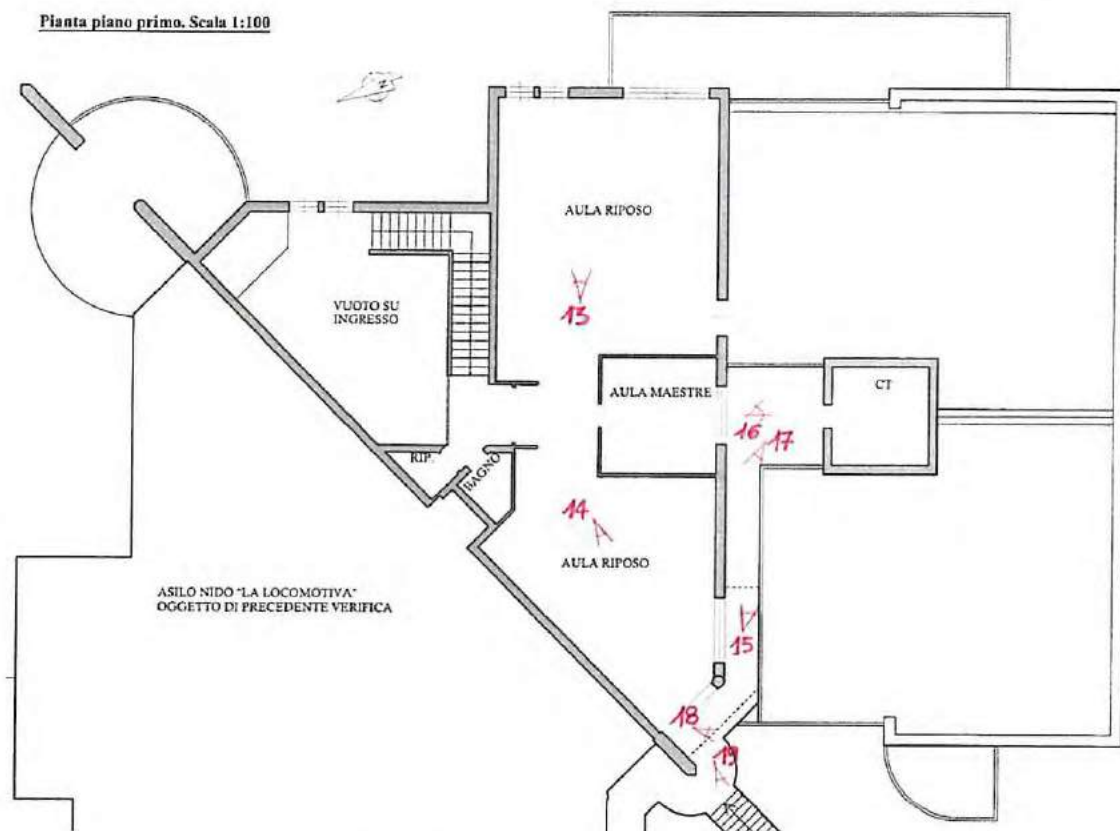 Pianta piano primo. Scala 1:100
AULA RIPOSO
13
VUOTO SU
INGRESSO
AULA MAESTRE
CT
16
17
RIP.
BAGNO
14
AULA RIPOSO
ASILO NIDO "LA LOCOMOTIVA"
OGGETTO DI PRECEDENTE VERIFICA
15
18
19